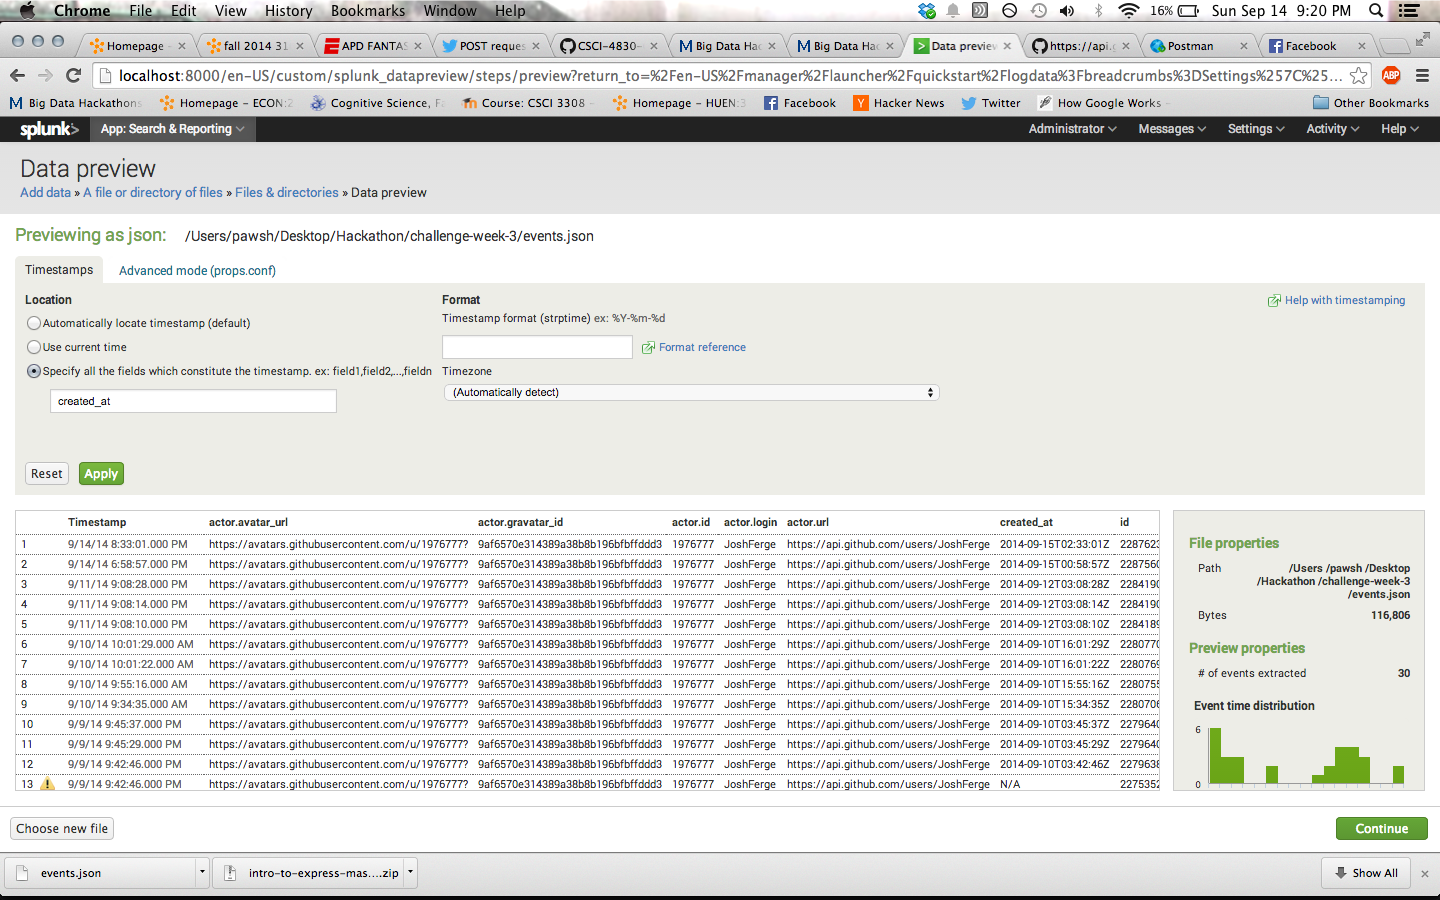 Chrome File Edit View History Bookmarks Window Help 16% Sun Sep 14 9:20 PM
Homepage - fall 2014 31 APD FANTAS POST reques CSCI-4830- Big Data Hac Big Data Hac Data preview https://api.g Postman Facebook
localhost:8000/en-US/custom/splunk_datapreview/steps/preview?return_to=%2Fen-US%2Fmanager%2Flauncher%2Fquickstart%2Flogdata%3Fbreadcrumbs%3DSettings%257C%25... ABP
Big Data Hackathons Homepage - ECON:2 Cognitive Science, Fa Course: CSCI 3308 - Homepage - HUEN:3 Facebook Hacker News Twitter How Google Works - Other Bookmarks
splunk> App: Search & Reporting Administrator Messages Settings Activity Help
Data preview
Add data » A file or directory of files » Files & directories » Data preview
Previewing as json: /Users/pawsh/Desktop/Hackathon/challenge-week-3/events.json
Timestamps Advanced mode (props.conf)
Location
Automatically locate timestamp (default)
Use current time
Specify all the fields which constitute the timestamp. ex: field1,field2,...,fieldn
created_at
Format
Timestamp format (strptime) ex: %Y-%m-%d
Format reference
Timezone
(Automatically detect)
Help with timestamping
Reset Apply
Timestamp actor.avatar_url actor.gravatar_id actor.id actor.login actor.url created_at id
1 9/14/14 8:33:01.000 PM https://avatars.githubusercontent.com/u/1976777? 9af6570e314389a38b8b196bfbffddd3 1976777 JoshFerge https://api.github.com/users/JoshFerge 2014-09-15T02:33:01Z 2287623
2 9/14/14 6:58:57.000 PM https://avatars.githubusercontent.com/u/1976777? 9af6570e314389a38b8b196bfbffddd3 1976777 JoshFerge https://api.github.com/users/JoshFerge 2014-09-15T00:58:57Z 2287560
3 9/11/14 9:08:28.000 PM https://avatars.githubusercontent.com/u/1976777? 9af6570e314389a38b8b196bfbffddd3 1976777 JoshFerge https://api.github.com/users/JoshFerge 2014-09-12T03:08:28Z 2284190
4 9/11/14 9:08:14.000 PM https://avatars.githubusercontent.com/u/1976777? 9af6570e314389a38b8b196bfbffddd3 1976777 JoshFerge https://api.github.com/users/JoshFerge 2014-09-12T03:08:14Z 2284190
5 9/11/14 9:08:10.000 PM https://avatars.githubusercontent.com/u/1976777? 9af6570e314389a38b8b196bfbffddd3 1976777 JoshFerge https://api.github.com/users/JoshFerge 2014-09-12T03:08:10Z 2284189
6 9/10/14 10:01:29.000 AM https://avatars.githubusercontent.com/u/1976777? 9af6570e314389a38b8b196bfbffddd3 1976777 JoshFerge https://api.github.com/users/JoshFerge 2014-09-10T16:01:29Z 2280770
7 9/10/14 10:01:22.000 AM https://avatars.githubusercontent.com/u/1976777? 9af6570e314389a38b8b196bfbffddd3 1976777 JoshFerge https://api.github.com/users/JoshFerge 2014-09-10T16:01:22Z 2280769
8 9/10/14 9:55:16.000 AM https://avatars.githubusercontent.com/u/1976777? 9af6570e314389a38b8b196bfbffddd3 1976777 JoshFerge https://api.github.com/users/JoshFerge 2014-09-10T15:55:16Z 2280755
9 9/10/14 9:34:35.000 AM https://avatars.githubusercontent.com/u/1976777? 9af6570e314389a38b8b196bfbffddd3 1976777 JoshFerge https://api.github.com/users/JoshFerge 2014-09-10T15:34:35Z 2280706
10 9/9/14 9:45:37.000 PM https://avatars.githubusercontent.com/u/1976777? 9af6570e314389a38b8b196bfbffddd3 1976777 JoshFerge https://api.github.com/users/JoshFerge 2014-09-10T03:45:37Z 2279640
11 9/9/14 9:45:29.000 PM https://avatars.githubusercontent.com/u/1976777? 9af6570e314389a38b8b196bfbffddd3 1976777 JoshFerge https://api.github.com/users/JoshFerge 2014-09-10T03:45:29Z 2279640
12 9/9/14 9:42:46.000 PM https://avatars.githubusercontent.com/u/1976777? 9af6570e314389a38b8b196bfbffddd3 1976777 JoshFerge https://api.github.com/users/JoshFerge 2014-09-10T03:42:46Z 2279638
13 9/9/14 9:42:46.000 PM https://avatars.githubusercontent.com/u/1976777? 9af6570e314389a38b8b196bfbffddd3 1976777 JoshFerge https://api.github.com/users/JoshFerge N/A 2275352
File properties
Path /Users /pawsh /Desktop
/Hackathon /challenge-week-3
/events.json
Bytes 116,806
Preview properties
# of events extracted 30
Event time distribution
6
0
Choose new file Continue
events.json intro-to-express-mas....zip Show All